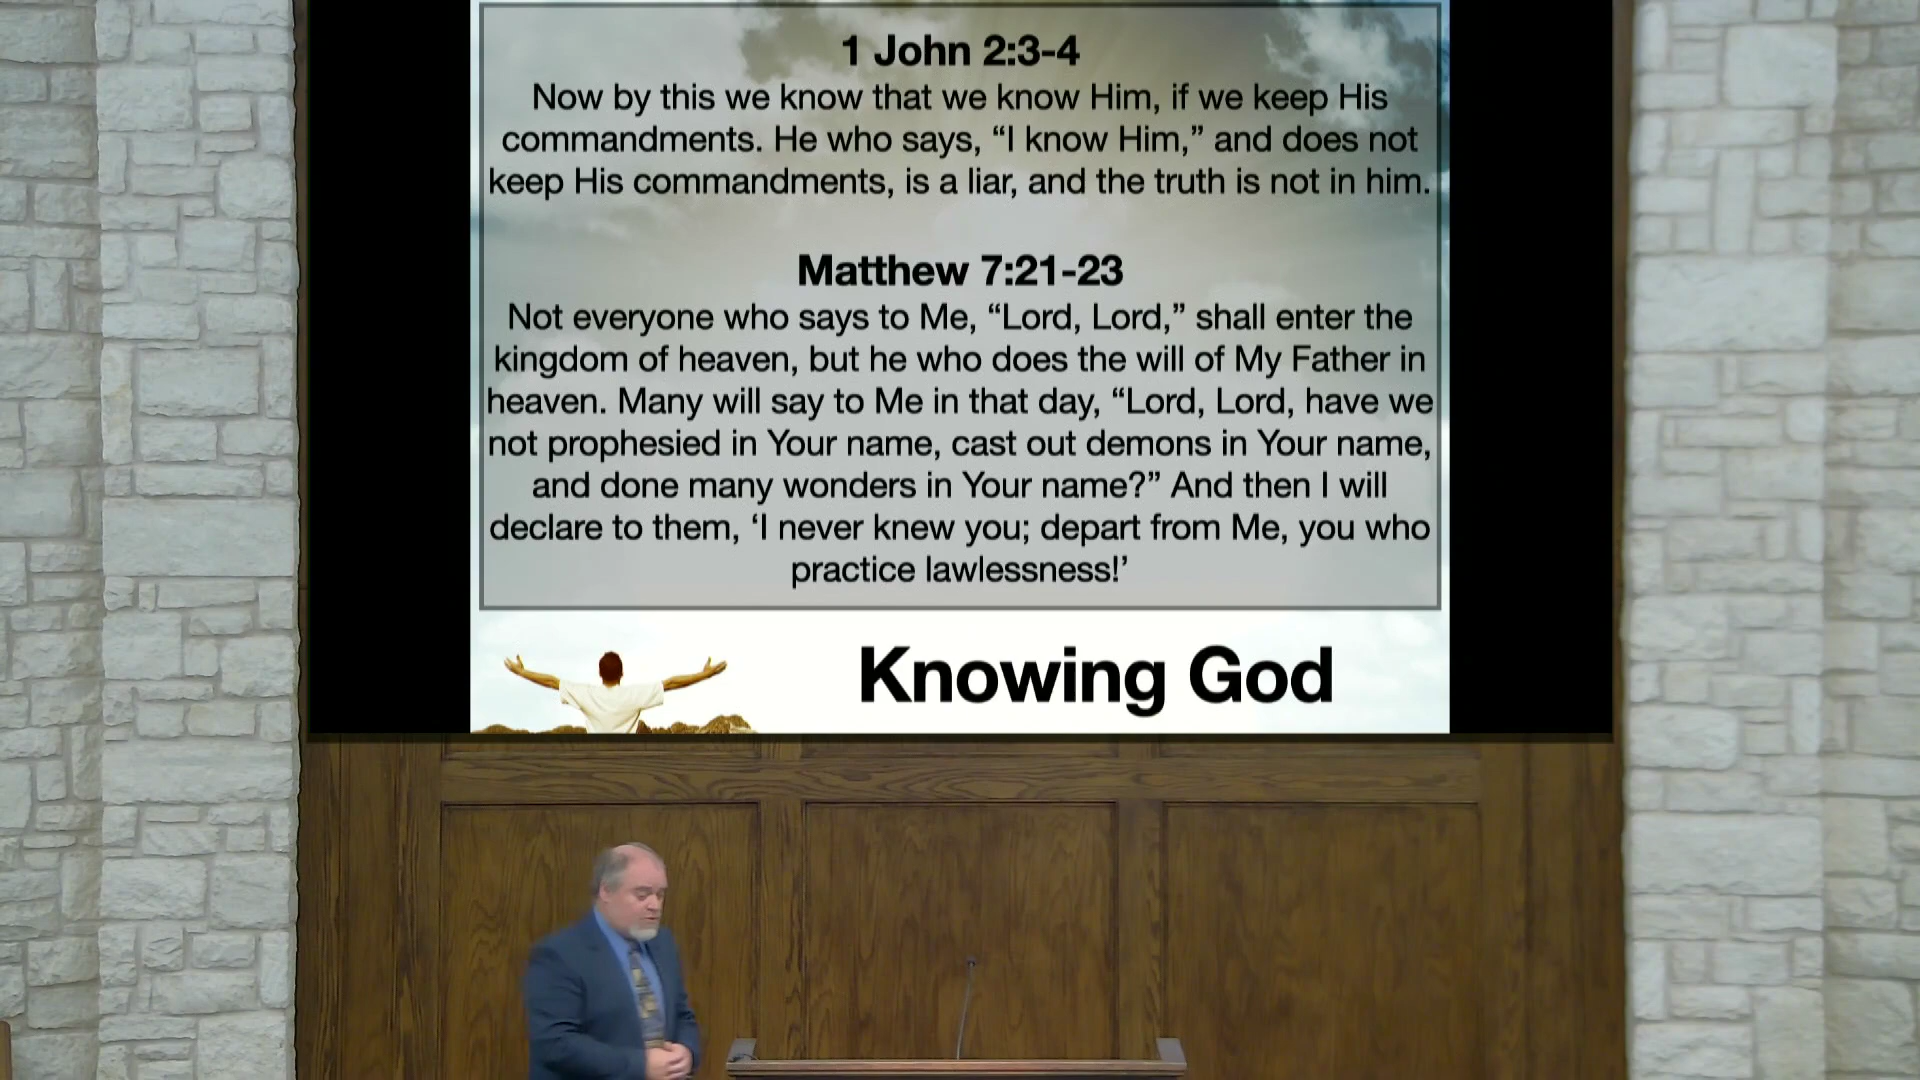 1 John 2:3-4
Now by this we know that we know Him, if we keep His
commandments. He who says, “I know Him,” and does not
keep His commandments, is a liar, and the truth is not in him.
Matthew 7:21-23
Not everyone who says to Me, “Lord, Lord,” shall enter the
kingdom of heaven, but he who does the will of My Father in
heaven. Many will say to Me in that day, “Lord, Lord, have we
not prophesied in Your name, cast out demons in Your name,
and done many wonders in Your name?” And then I will
declare to them, ‘I never knew you; depart from Me, you who
practice lawlessness!’
Knowing God